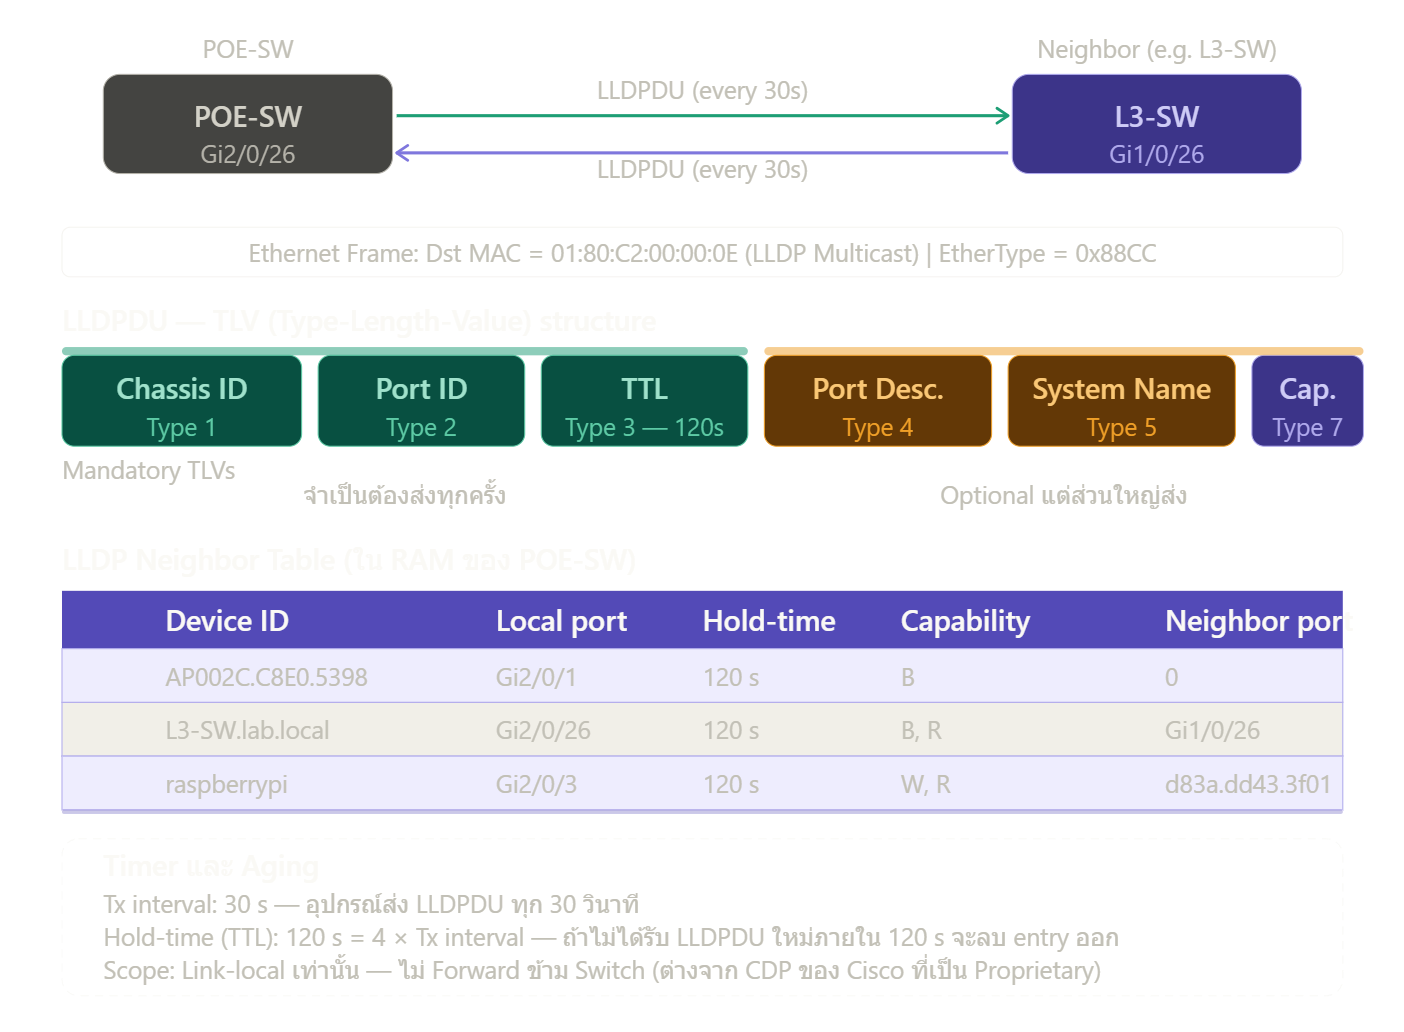 POE-SW
Neighbor (e.g. L3-SW)
POE-SW
Gi2/0/26
LLDPDU (every 30s)
LLDPDU (every 30s)
L3-SW
Gi1/0/26
Ethernet Frame: Dst MAC = 01:80:C2:00:00:0E (LLDP Multicast) | EtherType = 0x88CC
LLDPDU — TLV (Type-Length-Value) structure
Chassis ID
Type 1
Port ID
Type 2
TTL
Type 3 — 120s
Port Desc.
Type 4
System Name
Type 5
Cap.
Type 7
Mandatory TLVs
จำเป็นต้องส่งทุกครั้ง
Optional แต่ส่วนใหญ่ส่ง
LLDP Neighbor Table (ใน RAM ของ POE-SW)
Device ID Local port Hold-time Capability Neighbor port
AP002C.C8E0.5398 Gi2/0/1 120 s B 0
L3-SW.lab.local Gi2/0/26 120 s B, R Gi1/0/26
raspberrypi Gi2/0/3 120 s W, R d83a.dd43.3f01
Timer และ Aging
Tx interval: 30 s — อุปกรณ์ส่ง LLDPDU ทุก 30 วินาที
Hold-time (TTL): 120 s = 4 × Tx interval — ถ้าไม่ได้รับ LLDPDU ใหม่ภายใน 120 s จะลบ entry ออก
Scope: Link-local เท่านั้น — ไม่ Forward ข้าม Switch (ต่างจาก CDP ของ Cisco ที่เป็น Proprietary)